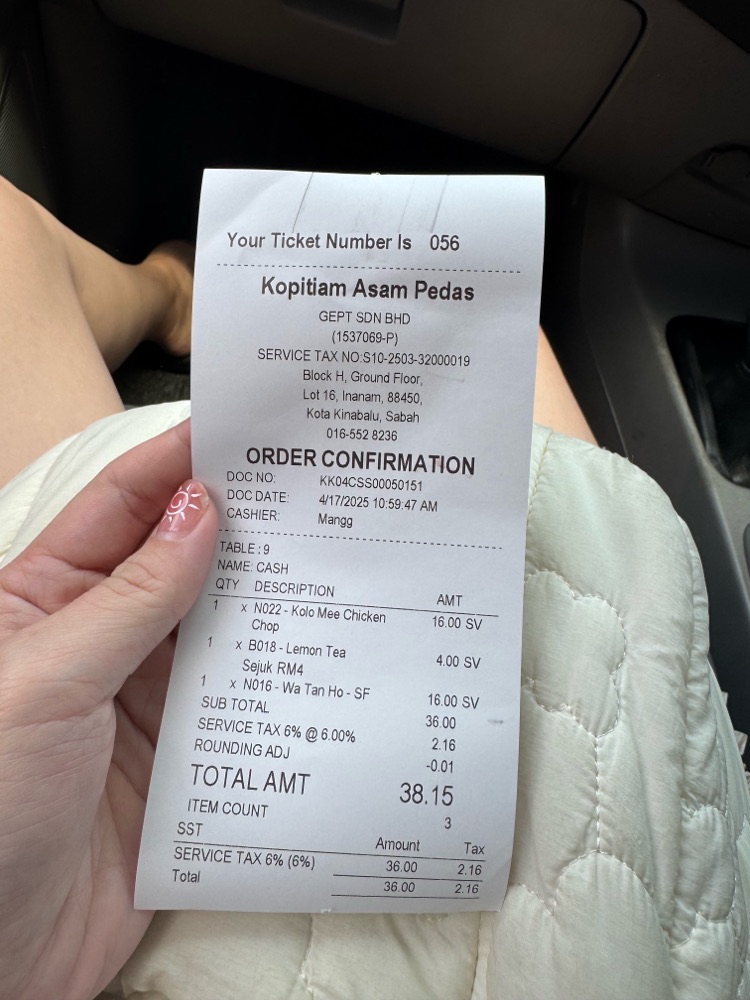 Your Ticket Number Is 056
Kopitiam Asam Pedas
GEPT SDN BHD
(1537069-P)
SERVICE TAX NO:S10-2503-32000019
Block H, Ground Floor,
Lot 16, Inanam, 88450,
Kota Kinabalu, Sabah
016-552 8236
ORDER CONFIRMATION
DOC NO: KK04CSS00050151
DOC DATE: 4/17/2025 10:59:47 AM
CASHIER: Mangg
TABLE : 9
NAME: CASH
QTY DESCRIPTION AMT
1 x N022 - Kolo Mee Chicken 16.00 SV
Chop
1 x B018 - Lemon Tea 4.00 SV
Sejuk RM4
1 x N016 - Wa Tan Ho - SF 16.00 SV
SUB TOTAL 36.00
SERVICE TAX 6% @ 6.00% 2.16
ROUNDING ADJ -0.01
TOTAL AMT 38.15
ITEM COUNT 3
SST Amount Tax
SERVICE TAX 6% (6%) 36.00 2.16
Total 36.00 2.16